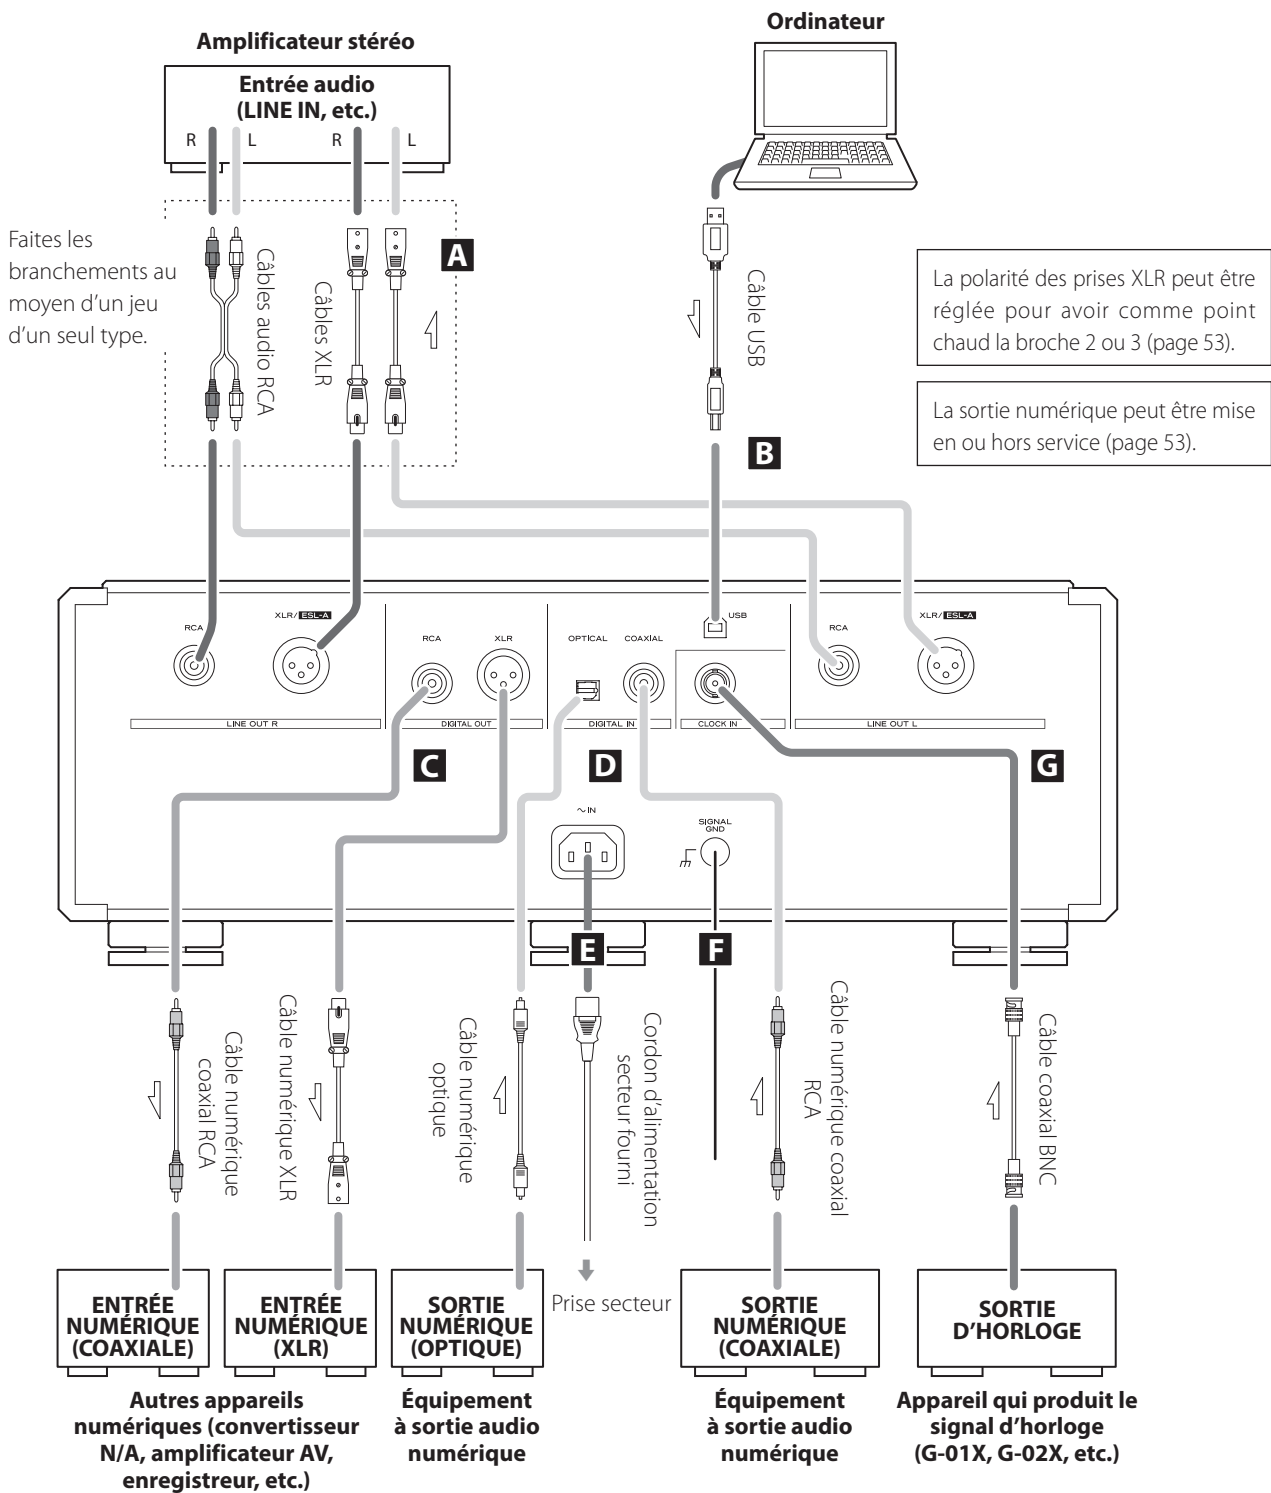 Ordinateur
Amplificateur stéréo
Entrée audio
(LINE IN, etc.)
R
L
R
L
Faites les
branchements au
moyen d’un jeu
d’un seul type.
Câbles audio RCA
Câbles XLR
A
Câble USB
B
La polarité des prises XLR peut être
réglée pour avoir comme point
chaud la broche 2 ou 3 (page 53).
La sortie numérique peut être mise
en ou hors service (page 53).
RCA
XLR/ESL-A
RCA
XLR
OPTICAL
COAXIAL
USB
RCA
XLR/ESL-A
LINE OUT R
DIGITAL OUT
DIGITAL IN
CLOCK IN
LINE OUT L
C
D
G
~ IN
SIGNAL
GND
E
F
Câble numérique
coaxial RCA
Câble numérique XLR
Câble numérique
optique
Cordon d’alimentation
secteur fourni
Câble numérique coaxial
RCA
Câble coaxial BNC
ENTRÉE
NUMÉRIQUE
(COAXIALE)
ENTRÉE
NUMÉRIQUE
(XLR)
SORTIE
NUMÉRIQUE
(OPTIQUE)
Prise secteur
SORTIE
NUMÉRIQUE
(COAXIALE)
SORTIE
D’HORLOGE
Autres appareils
numériques (convertisseur
N/A, amplificateur AV,
enregistreur, etc.)
Équipement
à sortie audio
numérique
Équipement
à sortie audio
numérique
Appareil qui produit le
signal d’horloge
(G-01X, G-02X, etc.)